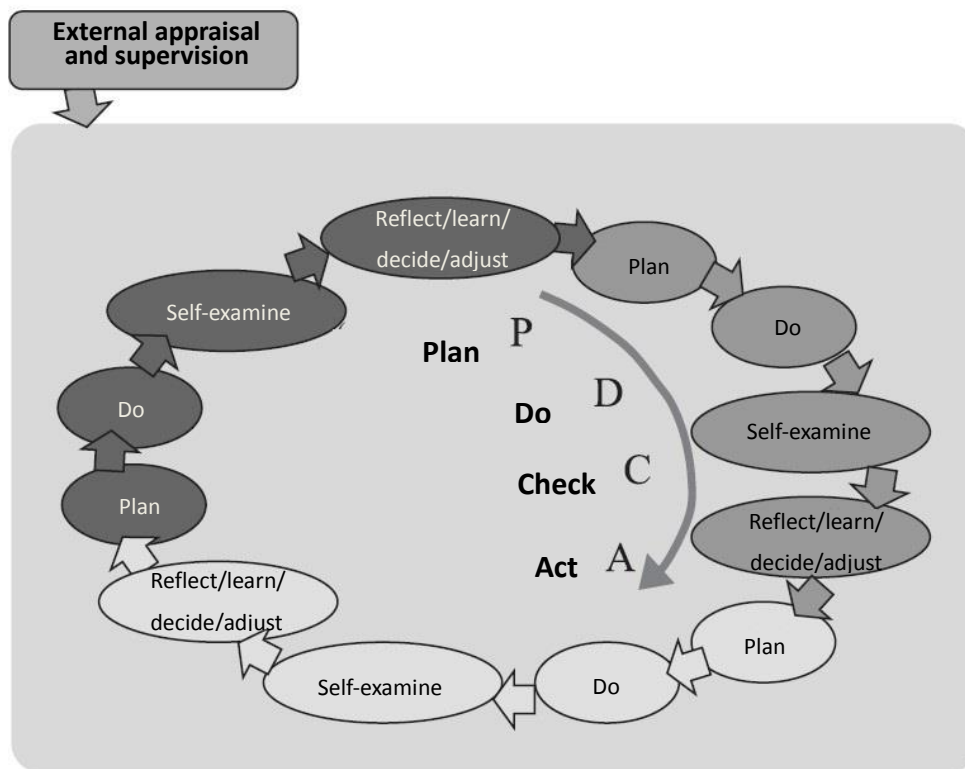 External appraisal
and supervision
Reflect/learn/
decide/adjust
Plan
Do
Self-examine
Reflect/learn/
decide/adjust
Plan
Do
Self-examine
Reflect/learn/
decide/adjust
Plan
Do
Self-examine
Plan P
Do D
Check C
Act A